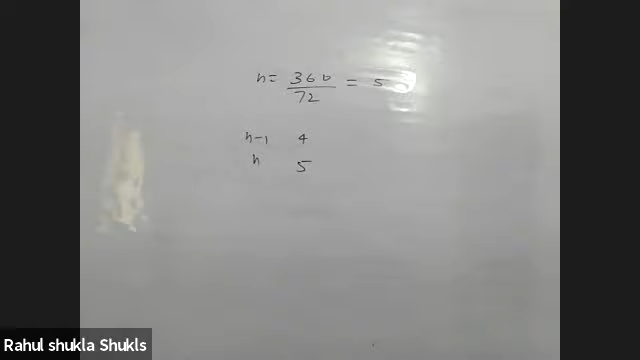 n = 360/72 = 5
n-1 4
n 5
Rahul shukla Shukls